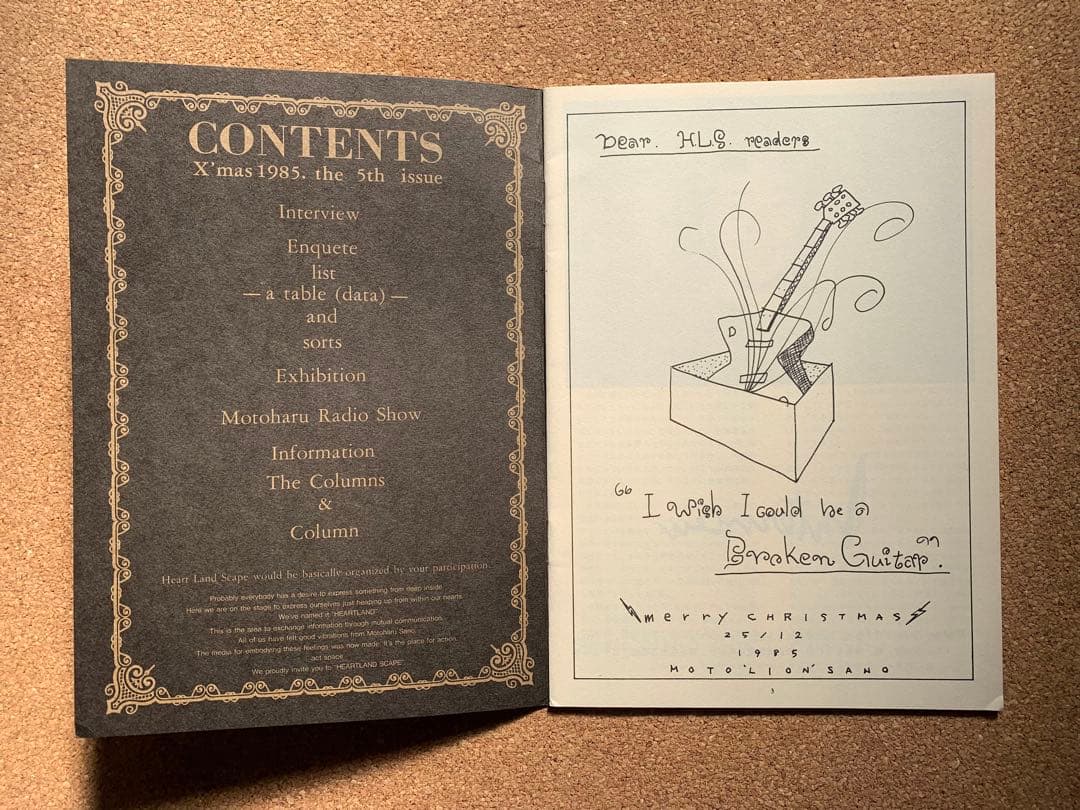 CONTENTS
X'mas 1985. the 5th issue
Interview
Enquete
list
— a table (data) —
and
sorts
Exhibition
Motoharu Radio Show
Information
The Columns
&
Column
Heart Land Scape would be basically organized by your participation.
Probably everybody has a desire to express something from deep inside
Here we are on the stage to express ourselves just heading up from within our hearts
We've named it "HEARTLAND"
This is the area to exchange information through mutual communication.
All of us have felt good vibrations from Motoharu Sano.
The media for embodying these feelings was now made. It's the place for action.
act space
We proudly invite you to "HEARTLAND SCAPE"
Dear. H.L.S. readers
D
“ I Wish I could be a
Broken Guitar”.
merry CHRISTMAS
25/12
1985
MOTO 'LION' SANO
3